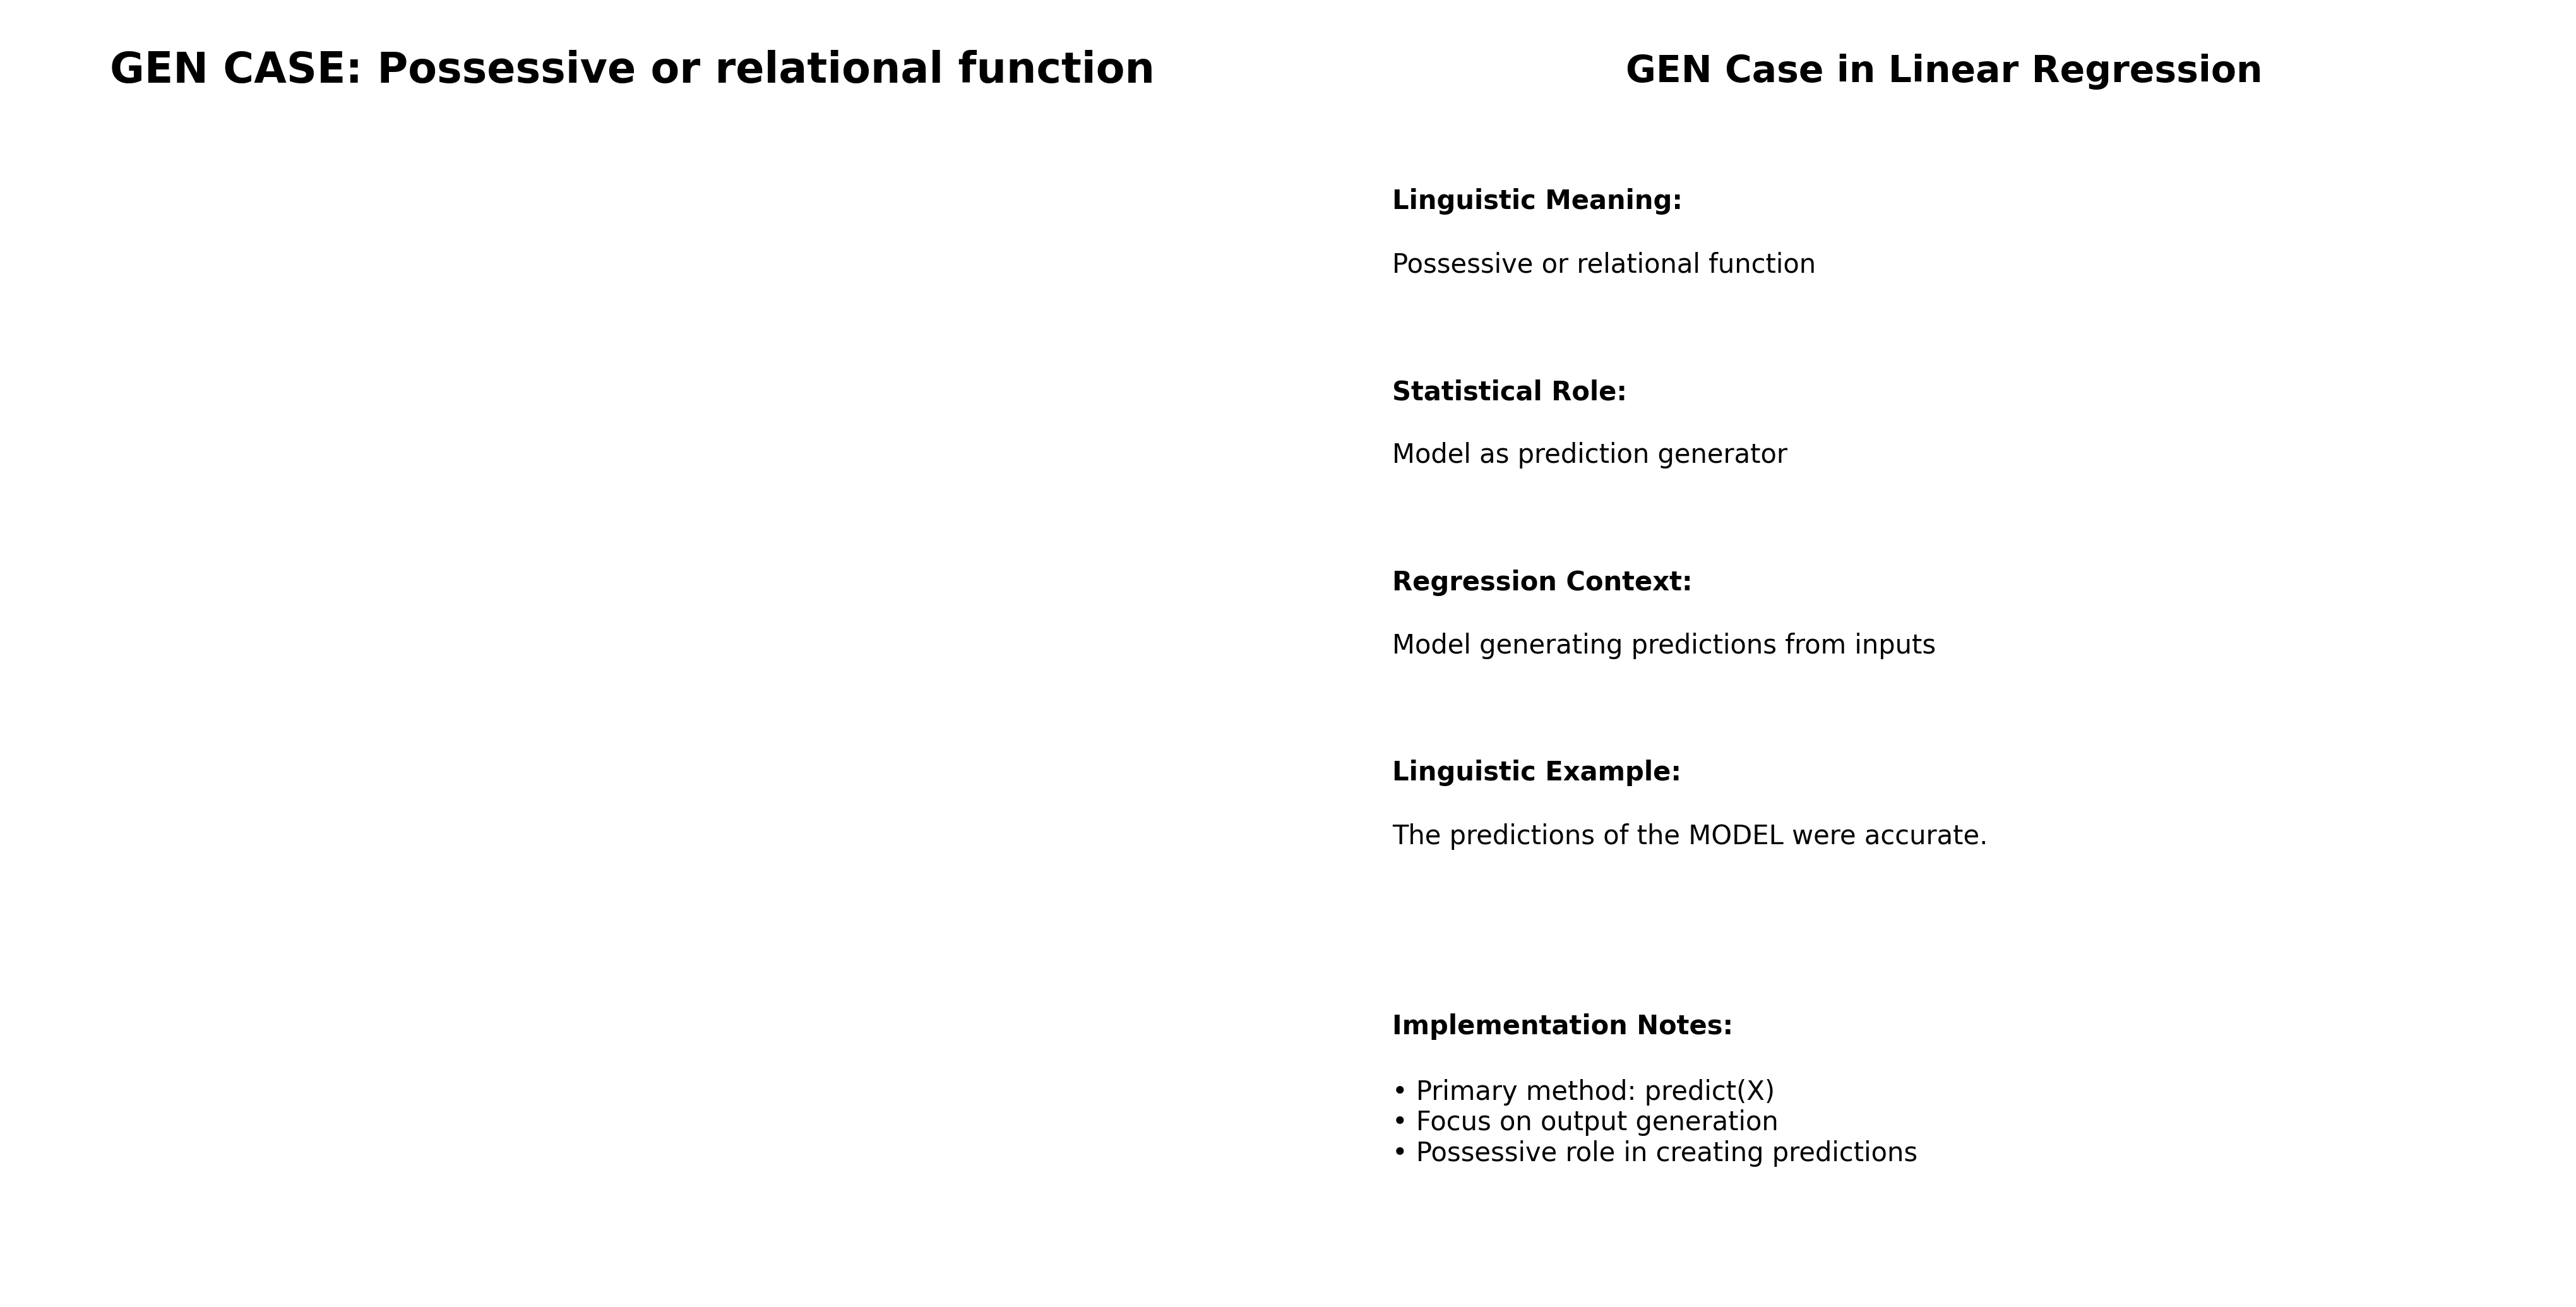 GEN CASE: Possessive or relational function
GEN Case in Linear Regression
Linguistic Meaning:
Possessive or relational function
Statistical Role:
Model as prediction generator
Regression Context:
Model generating predictions from inputs
Linguistic Example:
The predictions of the MODEL were accurate.
Implementation Notes:
• Primary method: predict(X)
• Focus on output generation
• Possessive role in creating predictions